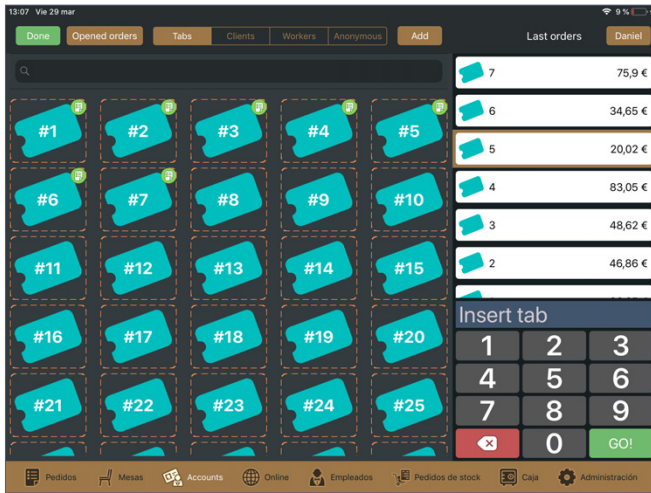 13:07 Vie 29 mar 9 %
Done Opened orders Tabs Clients Workers Anonymous Add Last orders Daniel
7 75,9 €
#1 #2 #3 #4 #5
6 34,65 €
5 20,02 €
#6 #7 #8 #9 #10
4 83,05 €
3 48,62 €
#11 #12 #13 #14 #15
2 46,86 €
Insert tab
#16 #17 #18 #19 #20
1 2 3
4 5 6
#21 #22 #23 #24 #25
7 8 9
0 GO!
Pedidos Mesas Accounts Online Empleados Pedidos de stock Caja Administración